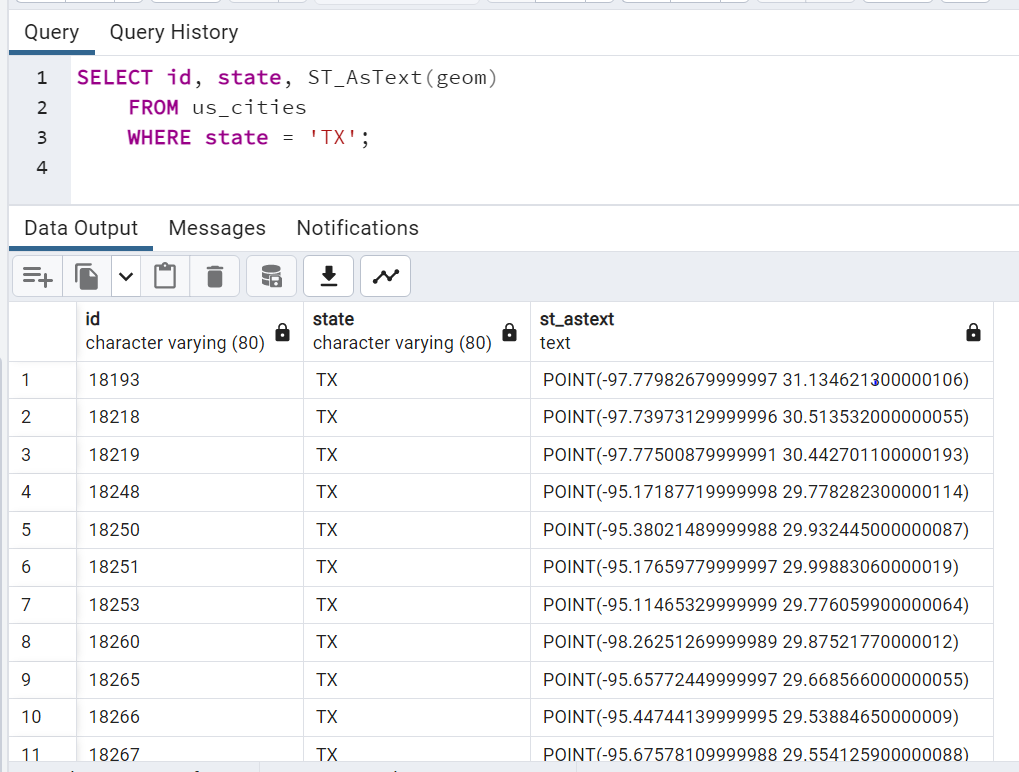 Query Query History
1 SELECT id, state, ST_AsText(geom)
2 FROM us_cities
3 WHERE state = 'TX';
4
Data Output Messages Notifications
id state st_astext
character varying (80) character varying (80) text
1 18193 TX POINT(-97.77982679999997 31.134621300000106)
2 18218 TX POINT(-97.73973129999996 30.513532000000055)
3 18219 TX POINT(-97.77500879999991 30.442701100000193)
4 18248 TX POINT(-95.17187719999998 29.778282300000114)
5 18250 TX POINT(-95.38021489999988 29.932445000000087)
6 18251 TX POINT(-95.17659779999997 29.99883060000019)
7 18253 TX POINT(-95.11465329999999 29.776059900000064)
8 18260 TX POINT(-98.26251269999989 29.87521770000012)
9 18265 TX POINT(-95.65772449999997 29.668566000000055)
10 18266 TX POINT(-95.44744139999995 29.53884650000009)
11 18267 TX POINT(-95.67578109999988 29.554125900000088)